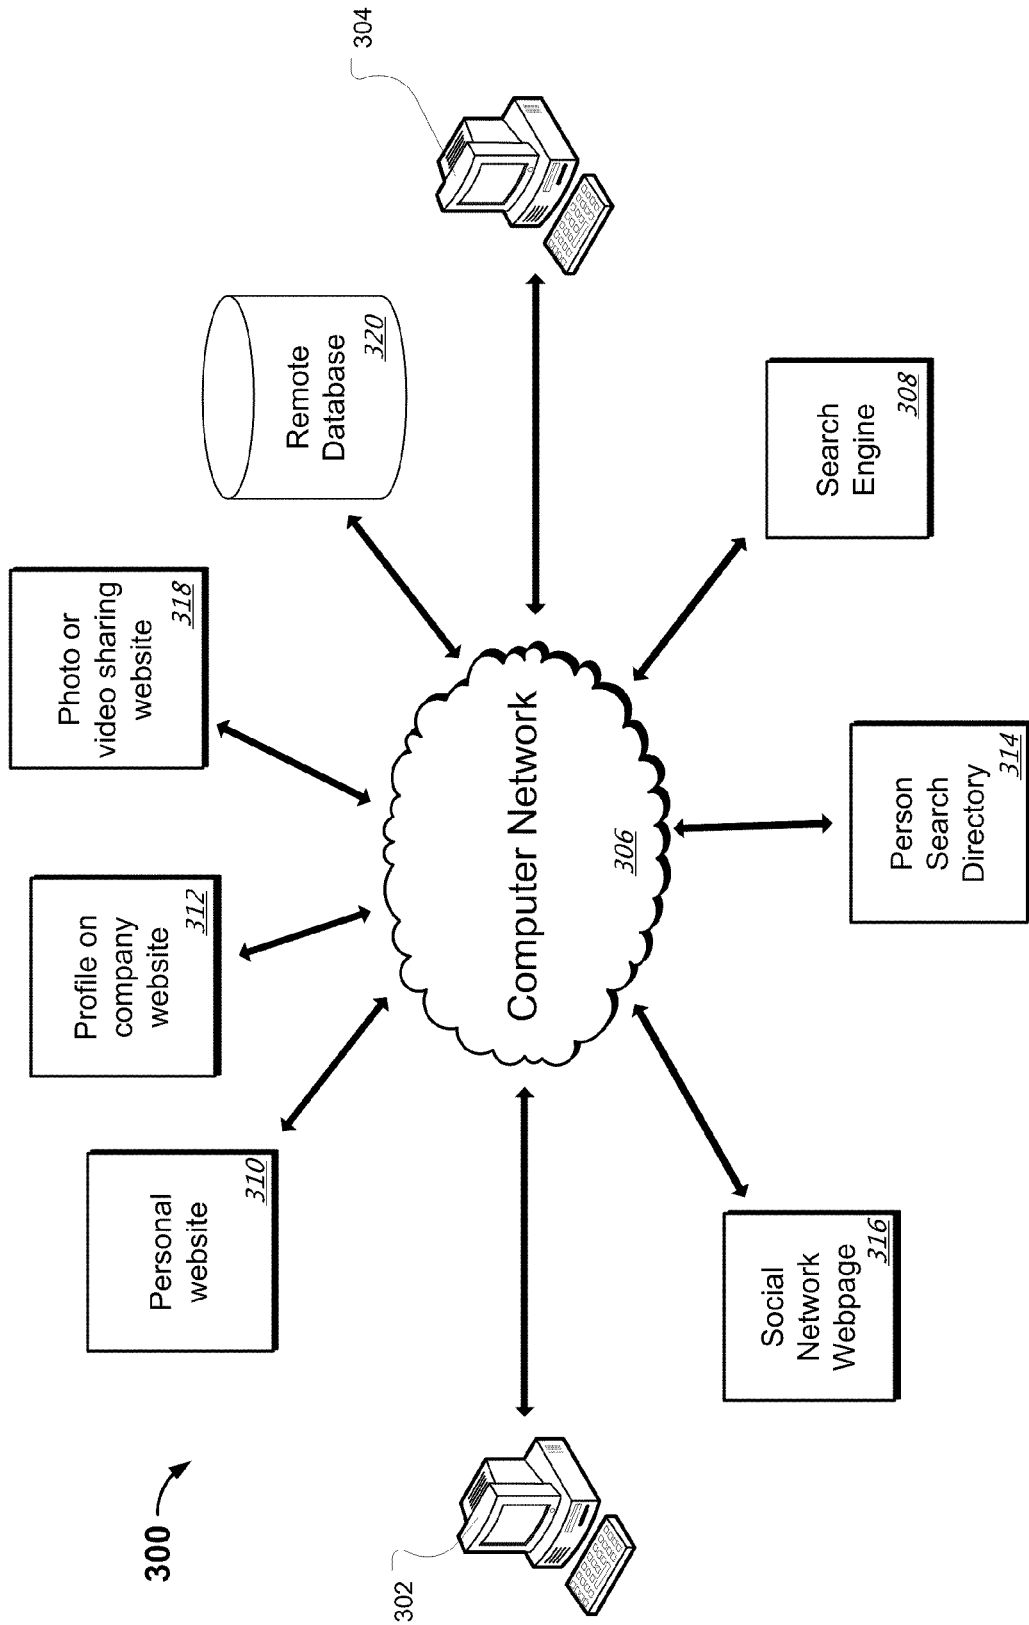 300
302
304
Personal
website
310
Profile on
company
website
312
Photo or
video sharing
website
318
Remote
Database
320
Computer Network
306
Social
Network
Webpage
316
Person
Search
Directory
314
Search
Engine
308